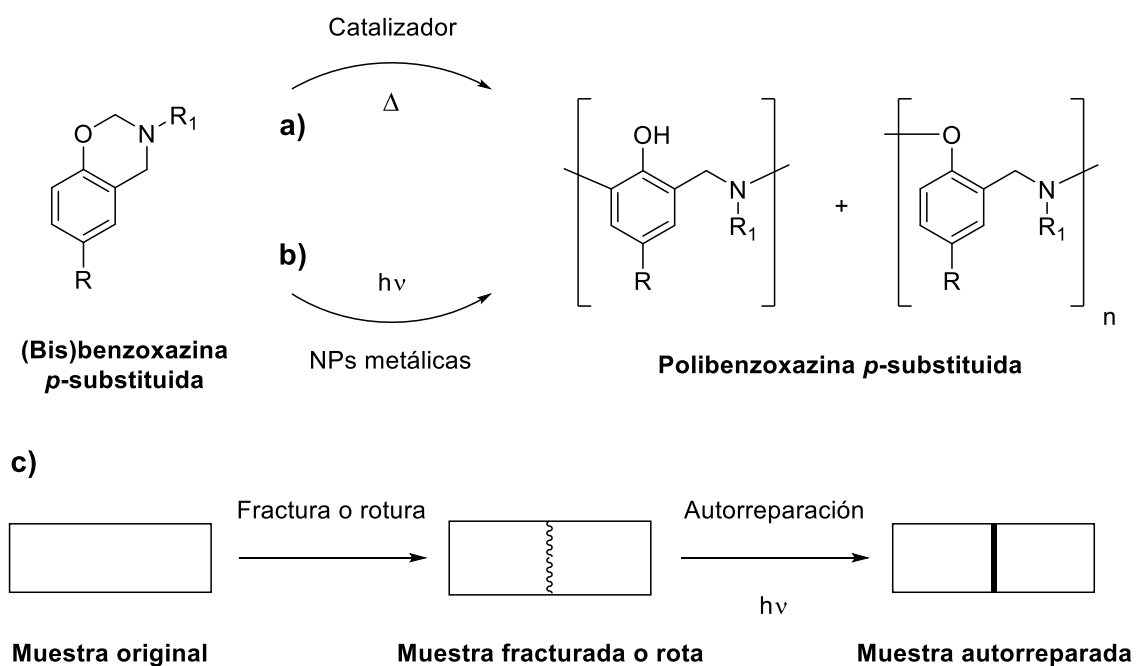 Catalizador
Δ
a)
O
N
R1
R
b)
hν
NPs metálicas
(Bis)benzoxazina
p-substituida
OH
N
R1
R
+
O
N
R1
R
n
Polibenzoxazina p-substituida
c)
Fractura o rotura
Autorreparación
hν
Muestra original
Muestra fracturada o rota
Muestra autorreparada